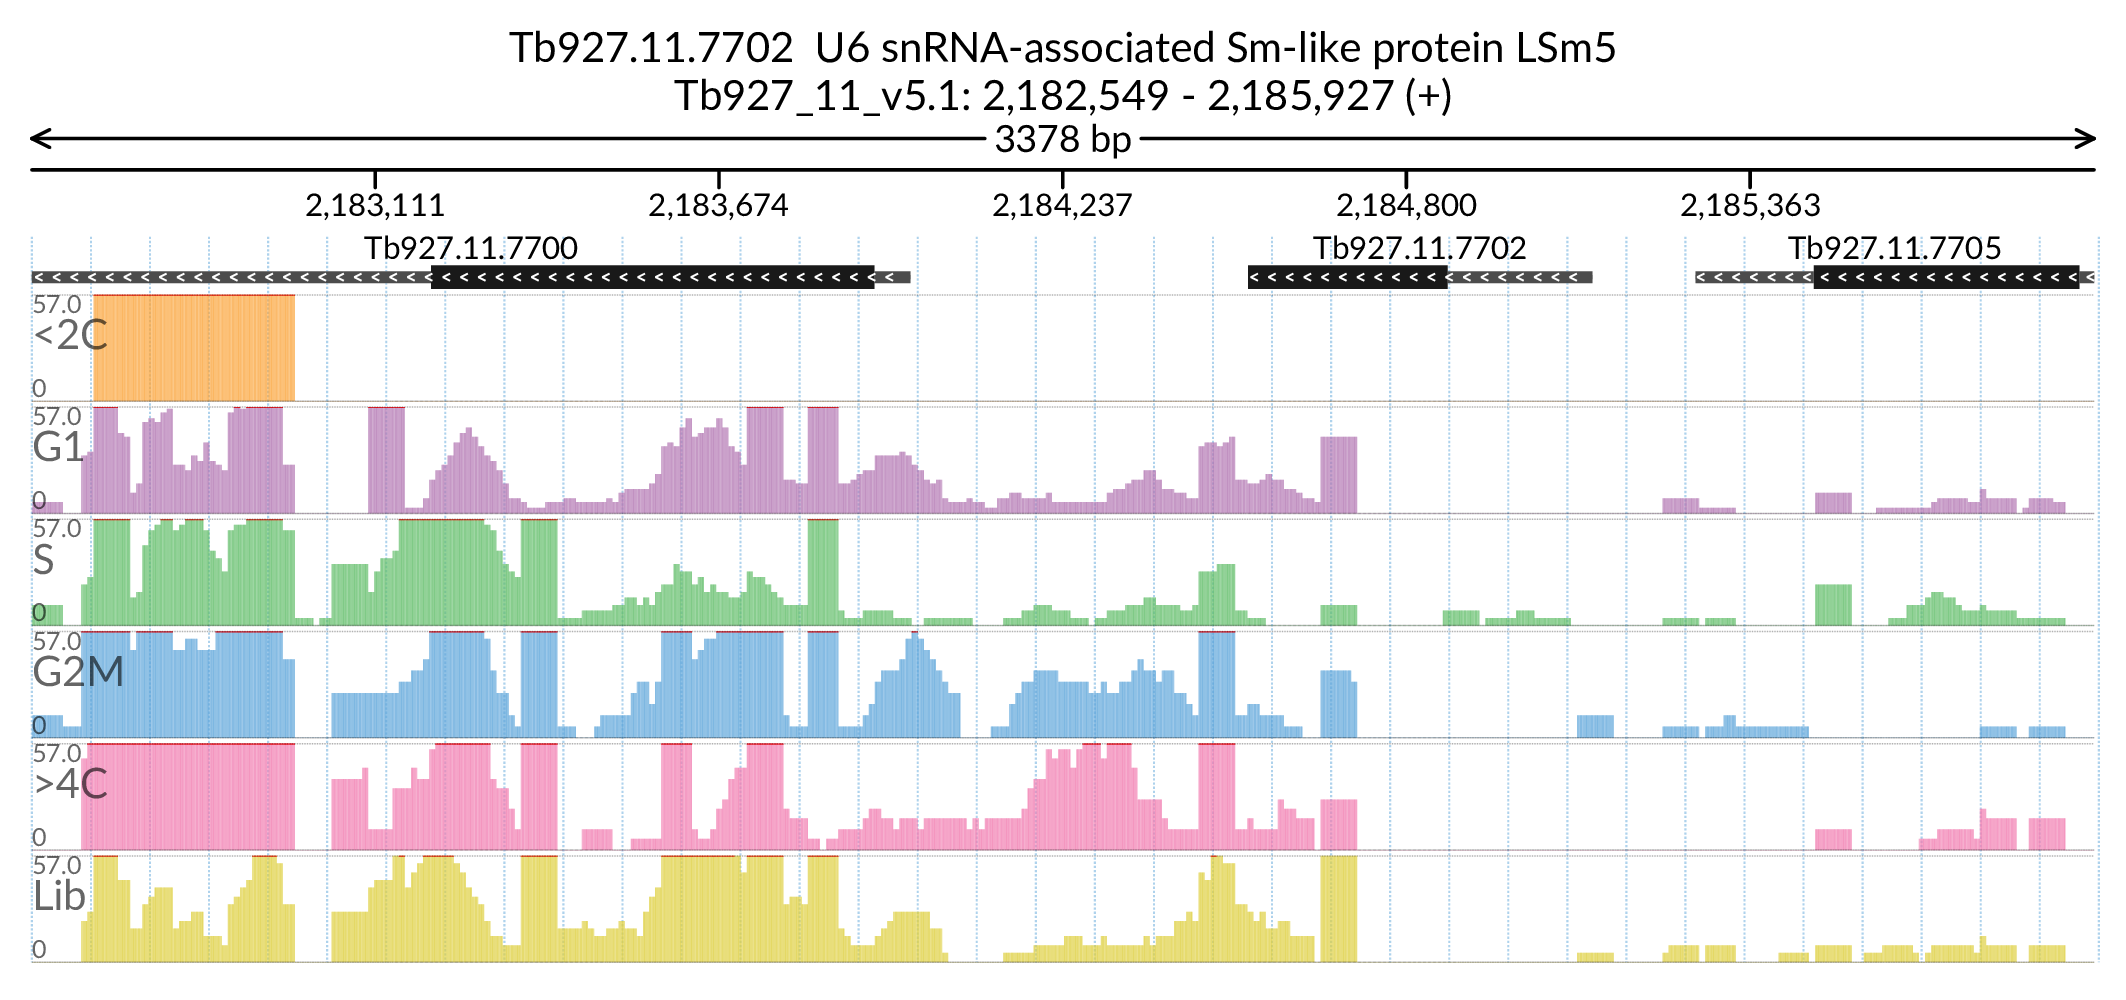 Tb927.11.7702  U6 snRNA-associated Sm-like protein LSm5
Tb927_11_v5.1: 2,182,549 - 2,185,927 (+)
3378 bp
2,183,111 2,183,674 2,184,237 2,184,800 2,185,363
Tb927.11.7700 Tb927.11.7702 Tb927.11.7705
57.0
<2C
0
57.0
G1
0
57.0
S
0
57.0
G2M
0
57.0
>4C
0
57.0
Lib
0